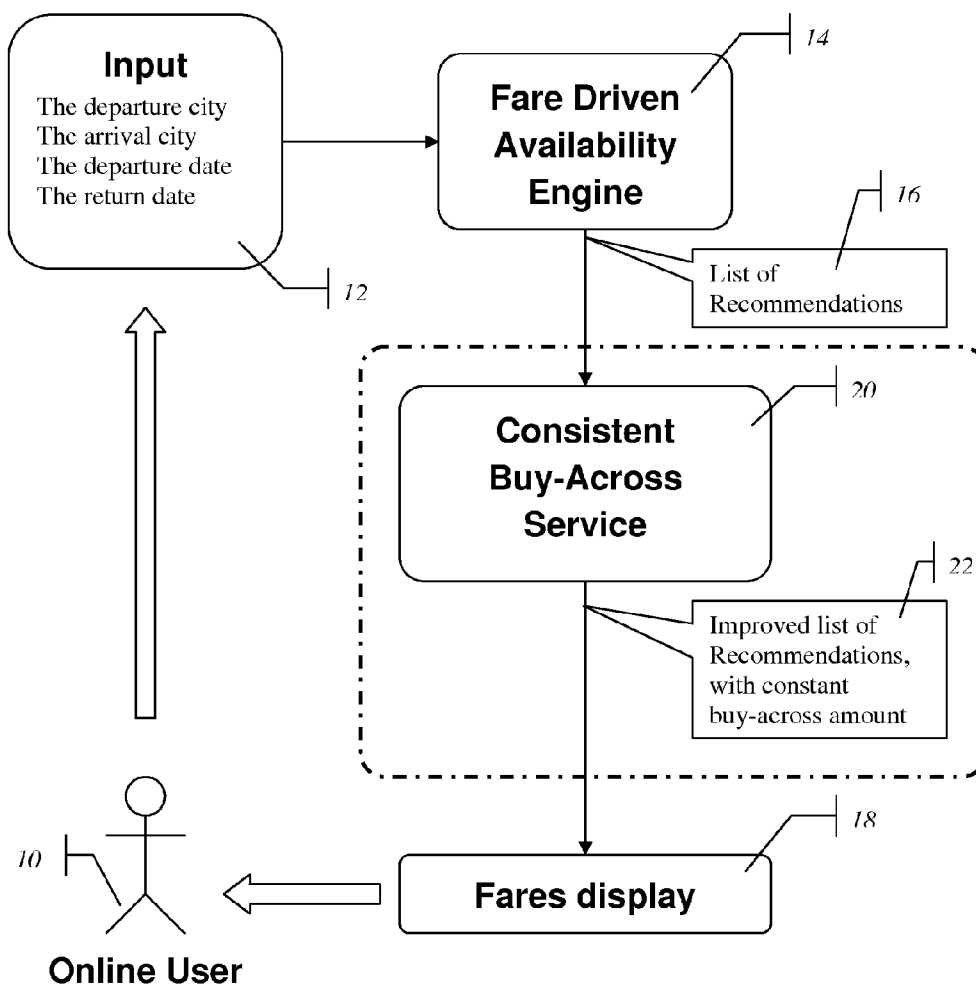 Input
The departure city
The arrival city
The departure date
The return date
12
Fare Driven
Availability
Engine
14
16
List of
Recommendations
20
Consistent
Buy-Across
Service
22
Improved list of
Recommendations,
with constant
buy-across amount
18
Fares display
10
Online User